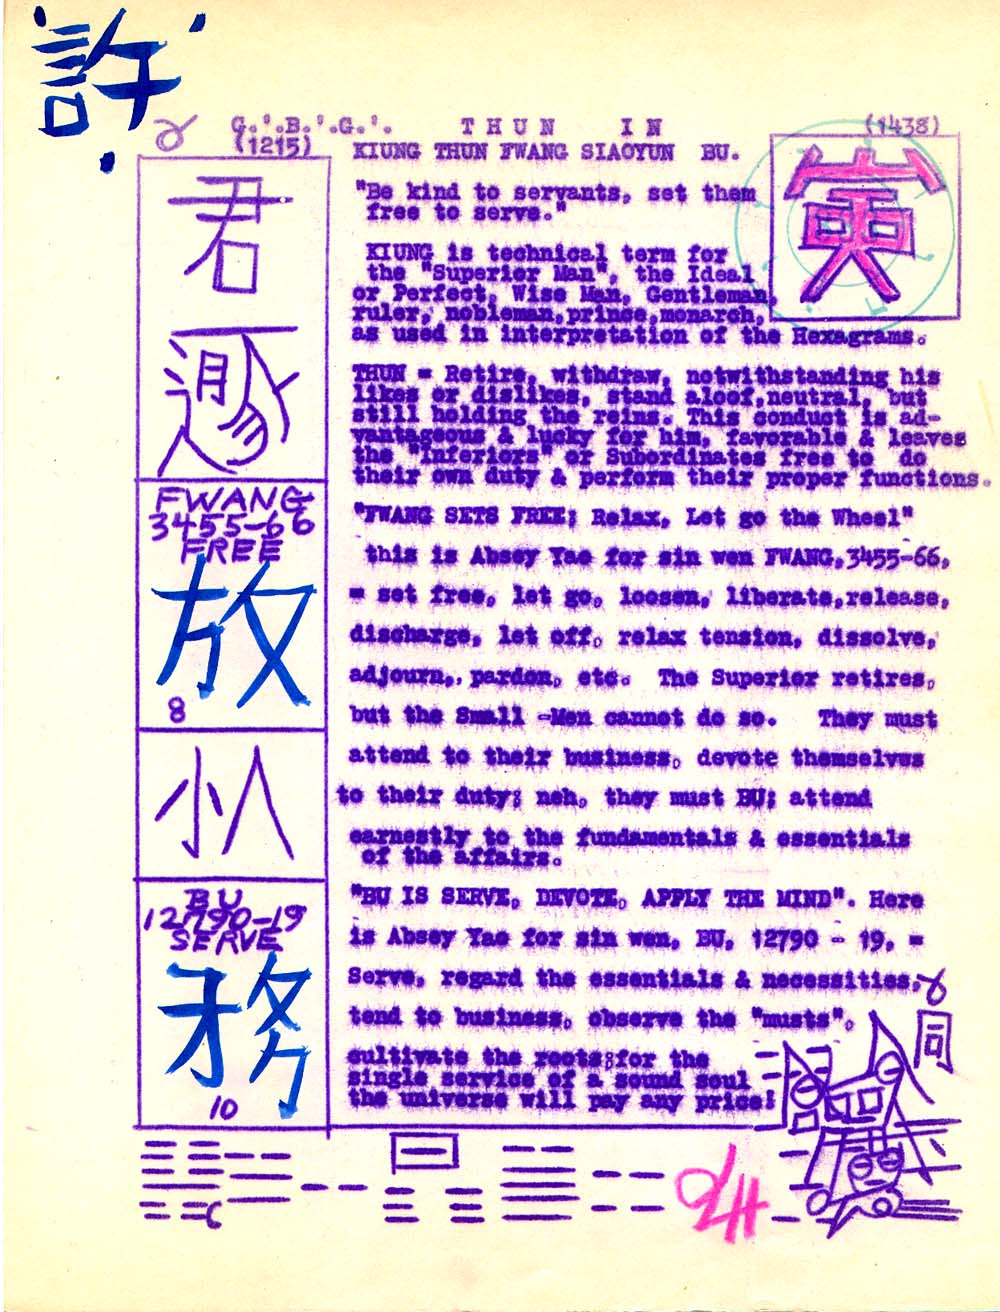 許
G.'.B.'.G.'. THUN IN (1438)
(1215) KIUNG THUN FWANG SIAOYUN BU.
"Be kind to servants, set them
free to serve."
KIUNG is technical term for
the "Superior Man", the Ideal
or Perfect, Wise Man, Gentleman,
ruler, nobleman,prince,monarch,
as used in interpretation of the Hexagrams.
THUN = Retire, withdraw, notwithstanding his
likes or dislikes, stand aloof,neutral, but
still holding the reins. This conduct is ad-
vantageous & lucky for him, favorable & leaves
the "Inferiors" or Subordinates free to do
their own duty & perform their proper functions.
"FWANG SETS FREE; Relax, Let go the Wheel"
this is Absey Yao for sin wen FWANG,3455-66,
= set free, let go, loosen, liberate,release,
discharge, let off, relax tension, dissolve,
adjourn,, pardon, etc. The Superior retires,
but the Small -Men cannot do so. They must
attend to their business, devote themselves
to their duty; neh, they must BU; attend
earnestly to the fundamentals & essentials
of the affairs.
"BU IS SERVE, DEVOTE, APPLY THE MIND". Here
is Absey Yao for sin wen, BU, 12790 - 19, =
Serve, regard the essentials & necessities,
tend to business, observe the "musts",
cultivate the roots;for the
single service of a sound soul
the universe will pay any price!
君
FWANG
3455-66
FREE
放
8
小人
BU
12790-19
SERVE
務
10
寅
同